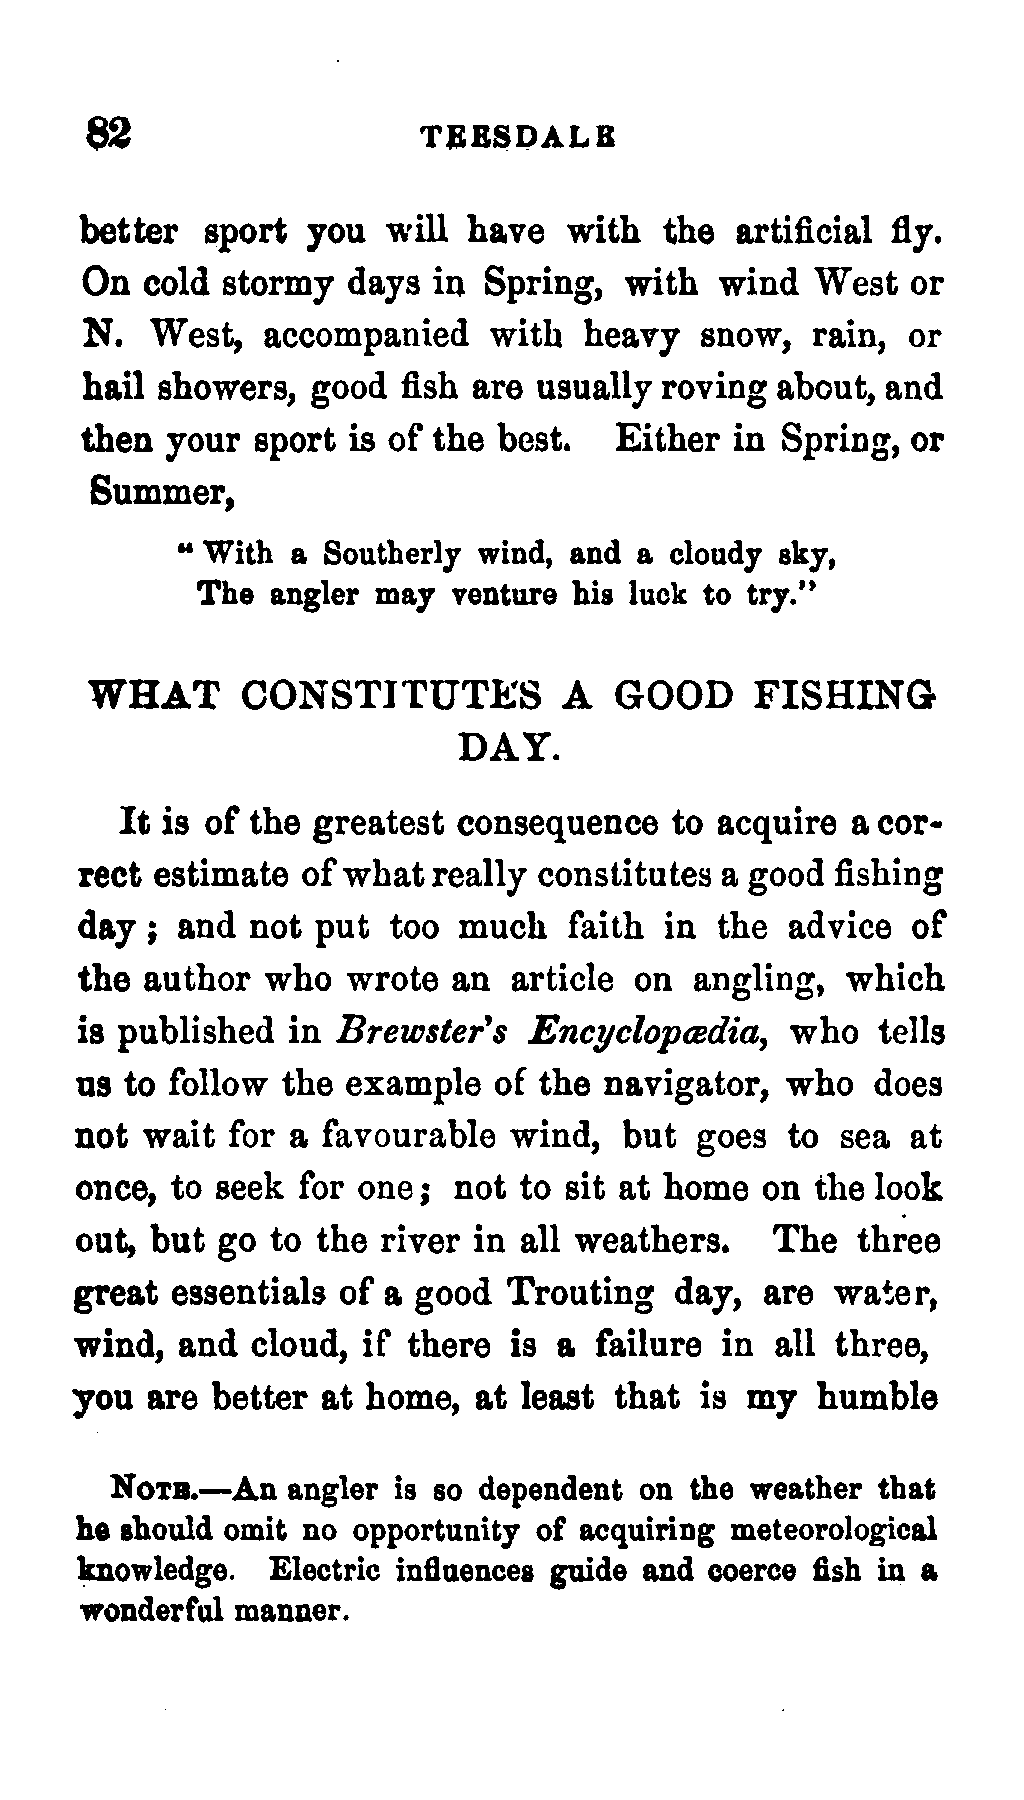 82 TEESDALE
better sport you will have with the artificial fly.
On cold stormy days in Spring, with wind West or
N. West, accompanied with heavy snow, rain, or
hail showers, good fish are usually roving about, and
then your sport is of the best. Either in Spring, or
Summer,
“ With a Southerly wind, and a cloudy sky,
The angler may venture his luck to try.”
WHAT CONSTITUTES A GOOD FISHING
DAY.
It is of the greatest consequence to acquire a cor-
rect estimate of what really constitutes a good fishing
day ; and not put too much faith in the advice of
the author who wrote an article on angling, which
is published in Brewster's Encyclopædia, who tells
us to follow the example of the navigator, who does
not wait for a favourable wind, but goes to sea at
once, to seek for one ; not to sit at home on the look
out, but go to the river in all weathers. The three
great essentials of a good Trouting day, are water,
wind, and cloud, if there is a failure in all three,
you are better at home, at least that is my humble
NOTE.—An angler is so dependent on the weather that
he should omit no opportunity of acquiring meteorological
knowledge. Electric influences guide and coerce fish in a
wonderful manner.